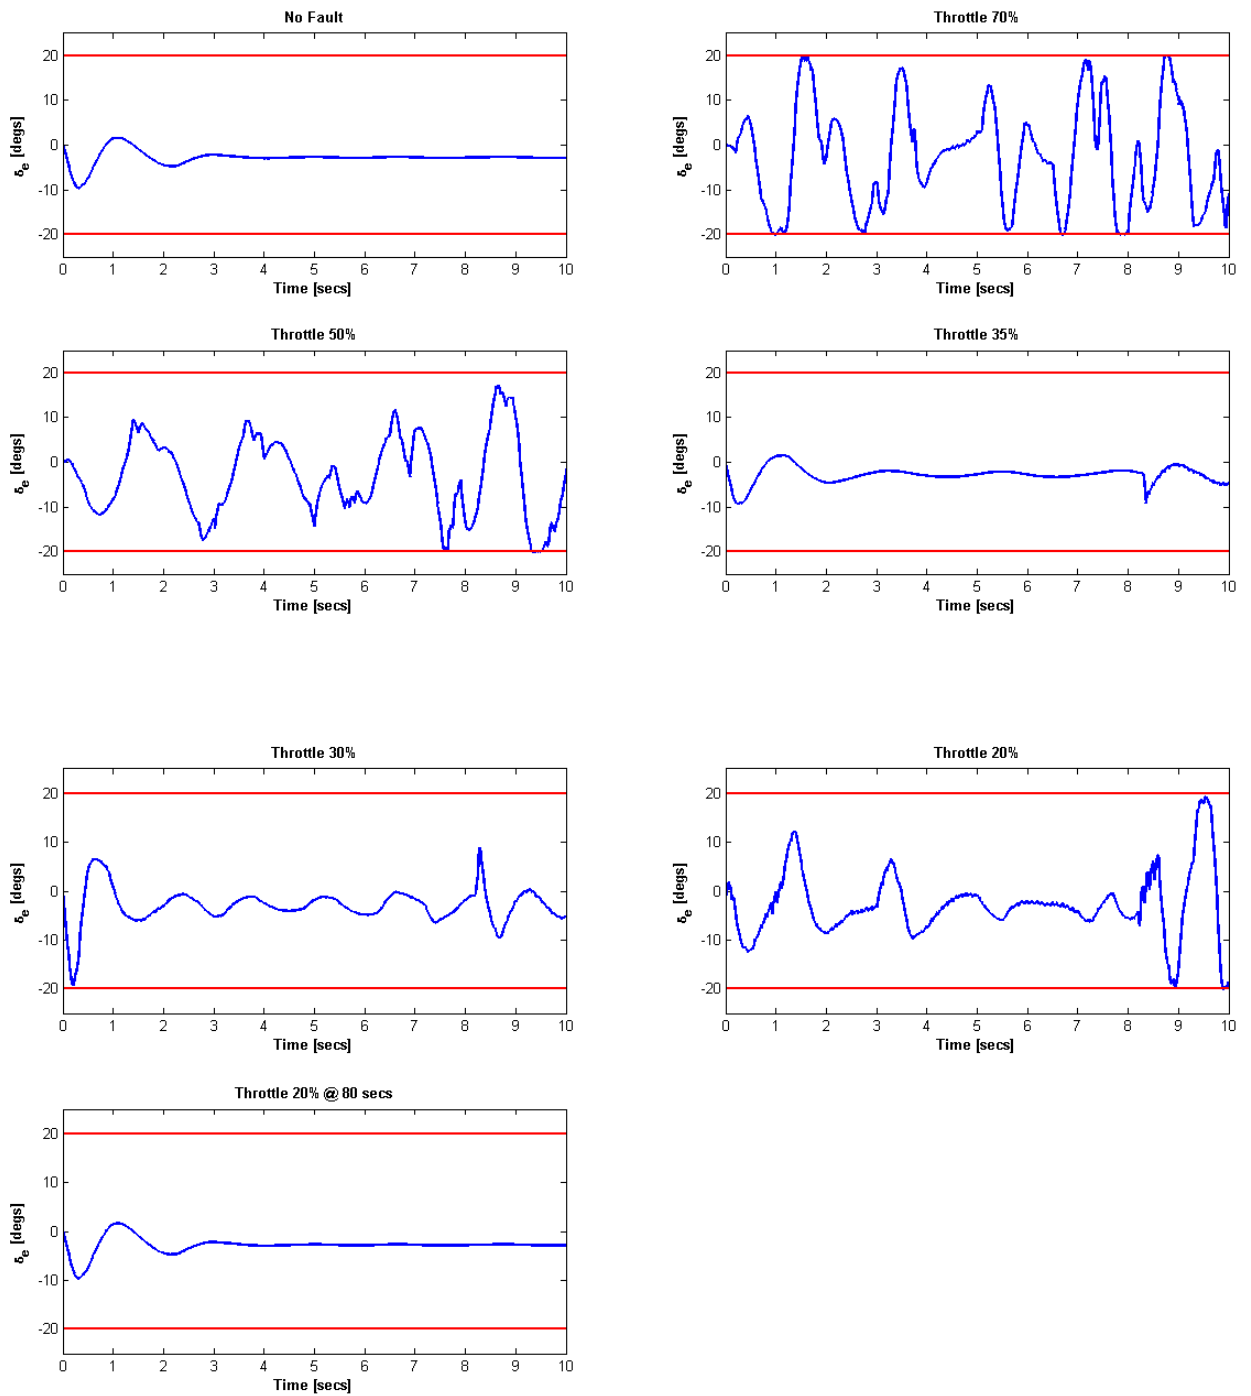 No Fault
20
10
0
-10
-20
δe [degs]
0 1 2 3 4 5 6 7 8 9 10
Time [secs]
Throttle 70%
20
10
0
-10
-20
δe [degs]
0 1 2 3 4 5 6 7 8 9 10
Time [secs]
Throttle 50%
20
10
0
-10
-20
δe [degs]
0 1 2 3 4 5 6 7 8 9 10
Time [secs]
Throttle 35%
20
10
0
-10
-20
δe [degs]
0 1 2 3 4 5 6 7 8 9 10
Time [secs]
Throttle 30%
20
10
0
-10
-20
δe [degs]
0 1 2 3 4 5 6 7 8 9 10
Time [secs]
Throttle 20%
20
10
0
-10
-20
δe [degs]
0 1 2 3 4 5 6 7 8 9 10
Time [secs]
Throttle 20% @ 80 secs
20
10
0
-10
-20
δe [degs]
0 1 2 3 4 5 6 7 8 9 10
Time [secs]